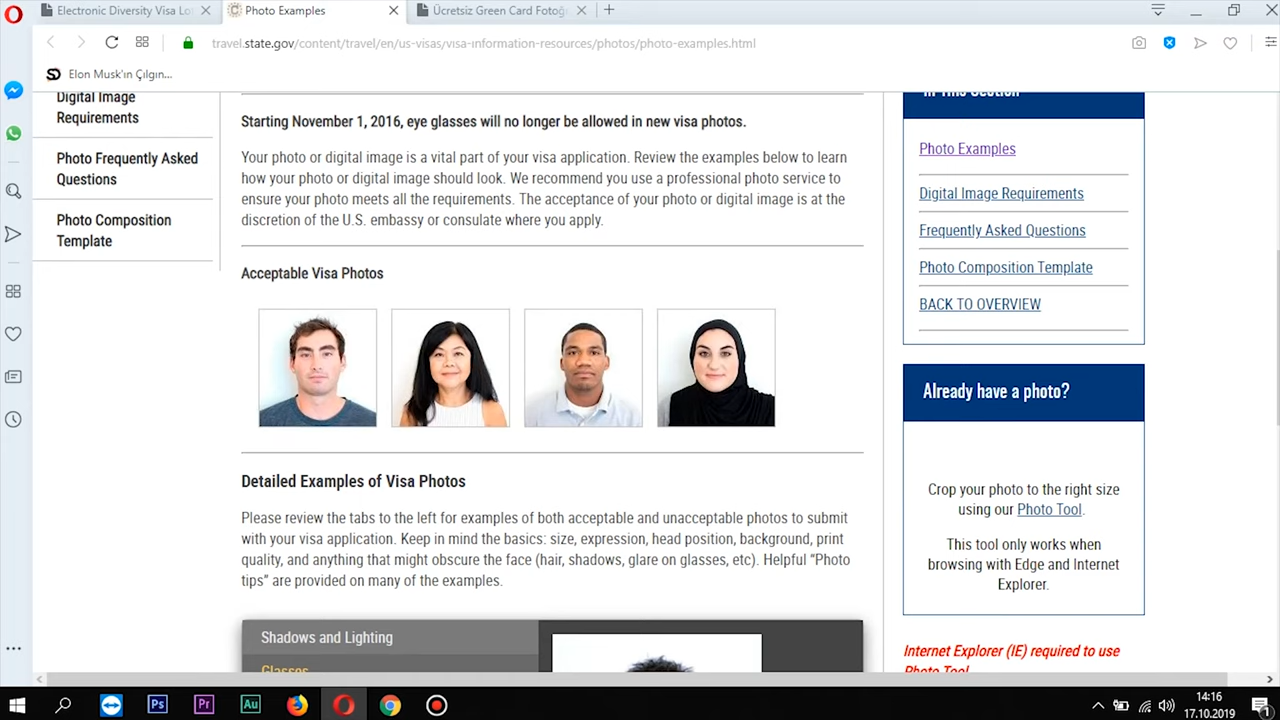 Electronic Diversity Visa Lot
Photo Examples
Ücretsiz Green Card Fotoğ
travel.state.gov/content/travel/en/us-visas/visa-information-resources/photos/photo-examples.html
Elon Musk'ın Çılgın...
Digital Image
Requirements
Photo Frequently Asked
Questions
Photo Composition
Template
Starting November 1, 2016, eye glasses will no longer be allowed in new visa photos.
Your photo or digital image is a vital part of your visa application. Review the examples below to learn
how your photo or digital image should look. We recommend you use a professional photo service to
ensure your photo meets all the requirements. The acceptance of your photo or digital image is at the
discretion of the U.S. embassy or consulate where you apply.
Acceptable Visa Photos
Detailed Examples of Visa Photos
Please review the tabs to the left for examples of both acceptable and unacceptable photos to submit
with your visa application. Keep in mind the basics: size, expression, head position, background, print
quality, and anything that might obscure the face (hair, shadows, glare on glasses, etc). Helpful “Photo
tips” are provided on many of the examples.
Shadows and Lighting
Glasses
In This Section
Photo Examples
Digital Image Requirements
Frequently Asked Questions
Photo Composition Template
BACK TO OVERVIEW
Already have a photo?
Crop your photo to the right size
using our Photo Tool.
This tool only works when
browsing with Edge and Internet
Explorer.
Internet Explorer (IE) required to use
Photo Tool
Ps
Pr
Au
14:16
17.10.2019
1